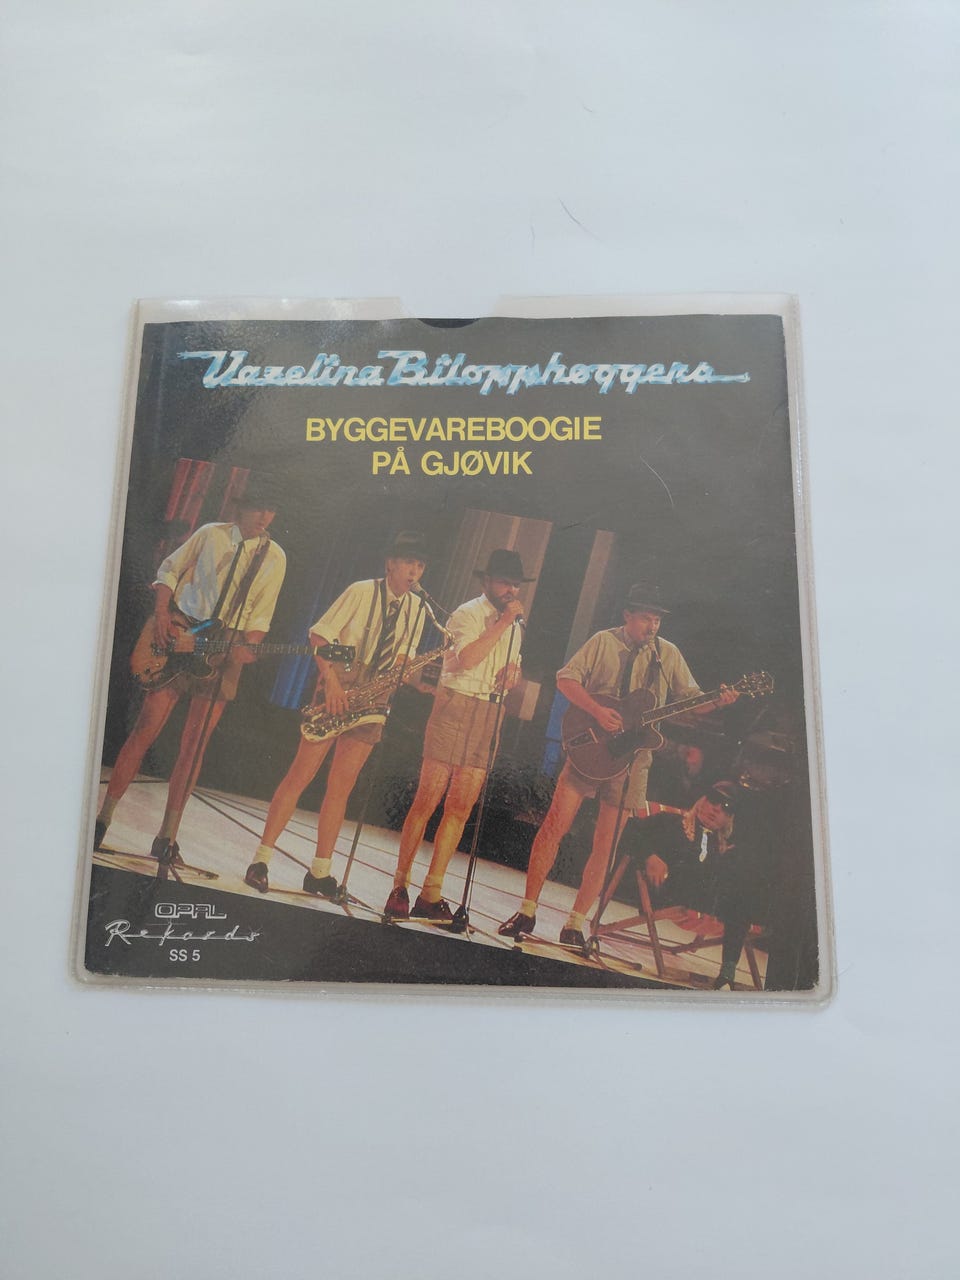 Vazelina Bilopphøggers
BYGGEVAREBOOGIE
PÅ GJØVIK
OPAL
Rekords
SS 5